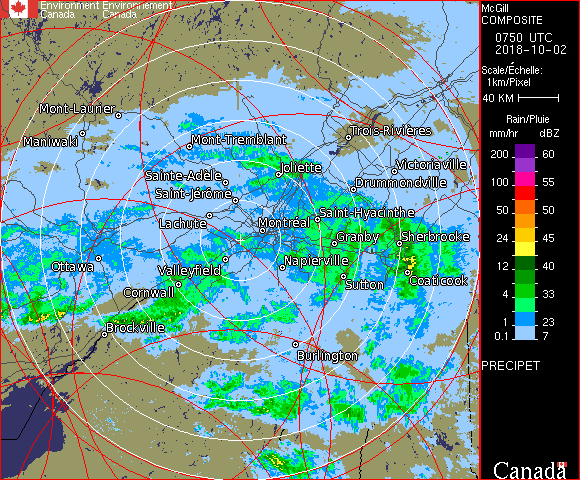 Environment Environnement
Canada Canada
McGill
COMPOSITE
0750 UTC
2018-10-02
Scale/Échelle:
1km/Pixel
40 KM
Rain/Pluie
mm/hr dBZ
200 60
100 55
50 50
24 45
12 40
4 33
1 23
0.1 7
PRECIPET
Canada
Mont-Laurier
Maniwaki
Mont-Tremblant
Trois-Rivières
Sainte-Adèle
Joliette
Victoriaville
Saint-Jérôme
Drummondville
Lachute
Montréal
Saint-Hyacinthe
Granby
Sherbrooke
Ottawa
Valleyfield
Napierville
Cornwall
Sutton
Coaticook
Brockville
Burlington